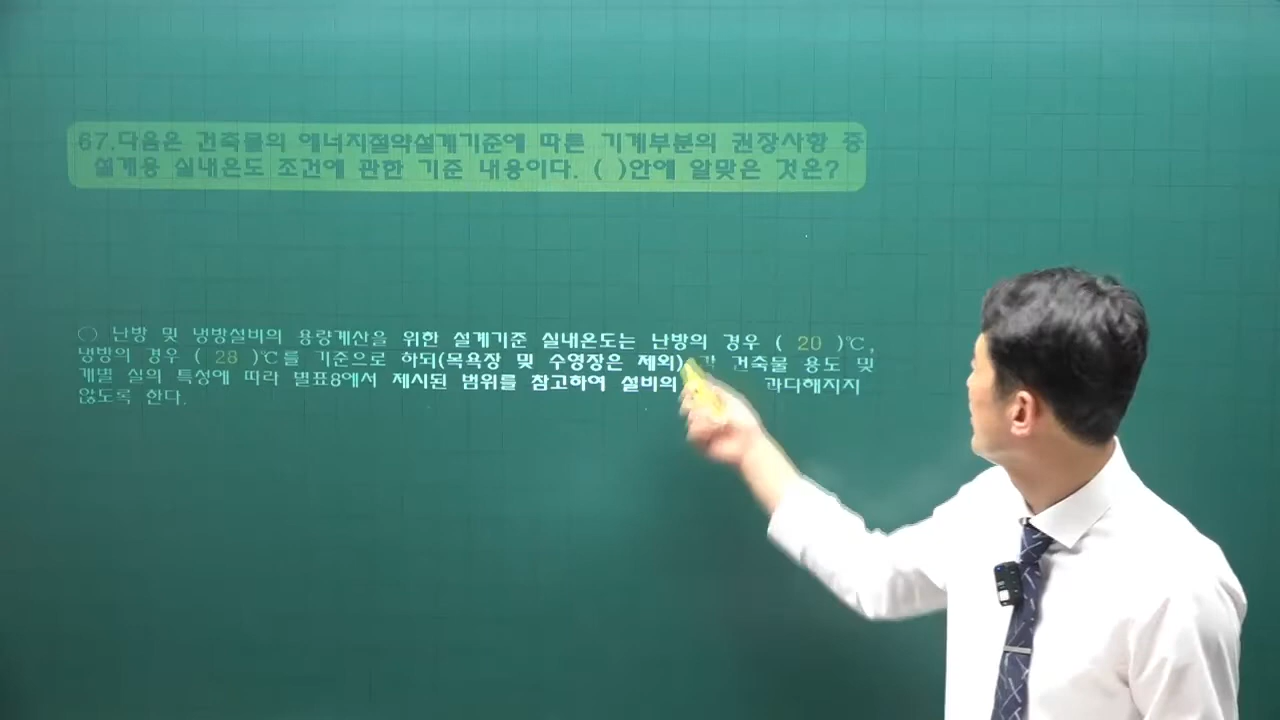 67.다음은 건축물의 에너지절약설계기준에 따른 기계부분의 권장사항 중
설계용 실내온도 조건에 관한 기준 내용이다. ( )안에 알맞은 것은?
○ 난방 및 냉방설비의 용량계산을 위한 설계기준 실내온도는 난방의 경우 ( 20 )℃,
냉방의 경우 ( 28 )℃를 기준으로 하되(목욕장 및 수영장은 제외) 각 건축물 용도 및
개별 실의 특성에 따라 별표8에서 제시된 범위를 참고하여 설비의 과다해지지
않도록 한다.